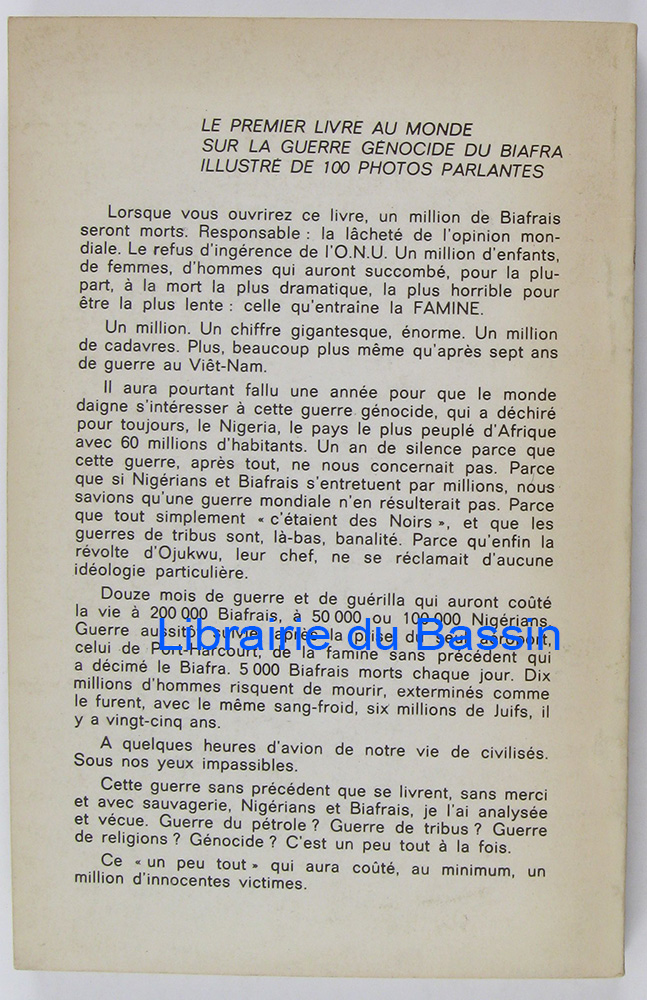 LE PREMIER LIVRE AU MONDE
SUR LA GUERRE GÉNOCIDE DU BIAFRA
ILLUSTRÉ DE 100 PHOTOS PARLANTES
Lorsque vous ouvrirez ce livre, un million de Biafrais
seront morts. Responsable : la lâcheté de l'opinion mon-
diale. Le refus d'ingérence de l'O.N.U. Un million d'enfants,
de femmes, d'hommes qui auront succombé, pour la plu-
part, à la mort la plus dramatique, la plus horrible pour
être la plus lente : celle qu'entraîne la FAMINE.
Un million. Un chiffre gigantesque, énorme. Un million
de cadavres. Plus, beaucoup plus même qu'après sept ans
de guerre au Viêt-Nam.
Il aura pourtant fallu une année pour que le monde
daigne s'intéresser à cette guerre génocide, qui a déchiré
pour toujours, le Nigeria, le pays le plus peuplé d'Afrique
avec 60 millions d'habitants. Un an de silence parce que
cette guerre, après tout, ne nous concernait pas. Parce
que si Nigérians et Biafrais s'entretuent par millions, nous
savions qu'une guerre mondiale n'en résulterait pas. Parce
que tout simplement « c'étaient des Noirs », et que les
guerres de tribus sont, là-bas, banalité. Parce qu'enfin la
révolte d'Ojukwu, leur chef, ne se réclamait d'aucune
idéologie particulière.
Douze mois de guerre et de guérilla qui auront coûté
la vie à 200 000 Biafrais, à 50 000 ou 100 000 Nigérians.
Guerre aussitôt suivie, après la prise du seul aéroport,
celui de Port-Harcourt, de la famine sans précédent qui
a décimé le Biafra. 5 000 Biafrais morts chaque jour. Dix
millions d'hommes risquent de mourir, exterminés comme
le furent, avec le même sang-froid, six millions de Juifs, il
y a vingt-cinq ans.
A quelques heures d'avion de notre vie de civilisés.
Sous nos yeux impassibles.
Cette guerre sans précédent que se livrent, sans merci
et avec sauvagerie, Nigérians et Biafrais, je l'ai analysée
et vécue. Guerre du pétrole ? Guerre de tribus ? Guerre
de religions ? Génocide ? C'est un peu tout à la fois.
Ce « un peu tout » qui aura coûté, au minimum, un
million d'innocentes victimes.
Librairie du Bassin